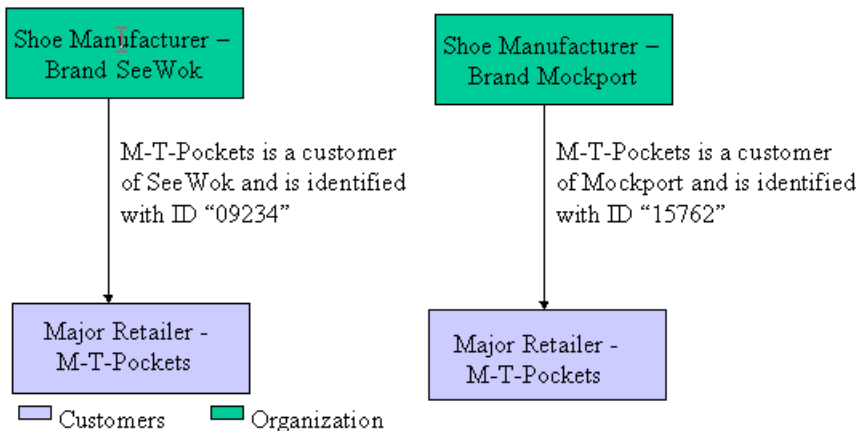 Shoe Manufacturer –
Brand SeeWok
M-T-Pockets is a customer
of SeeWok and is identified
with ID “09234”
Major Retailer -
M-T-Pockets
Shoe Manufacturer –
Brand Mockport
M-T-Pockets is a customer
of Mockport and is identified
with ID “15762”
Major Retailer -
M-T-Pockets
Customers
Organization